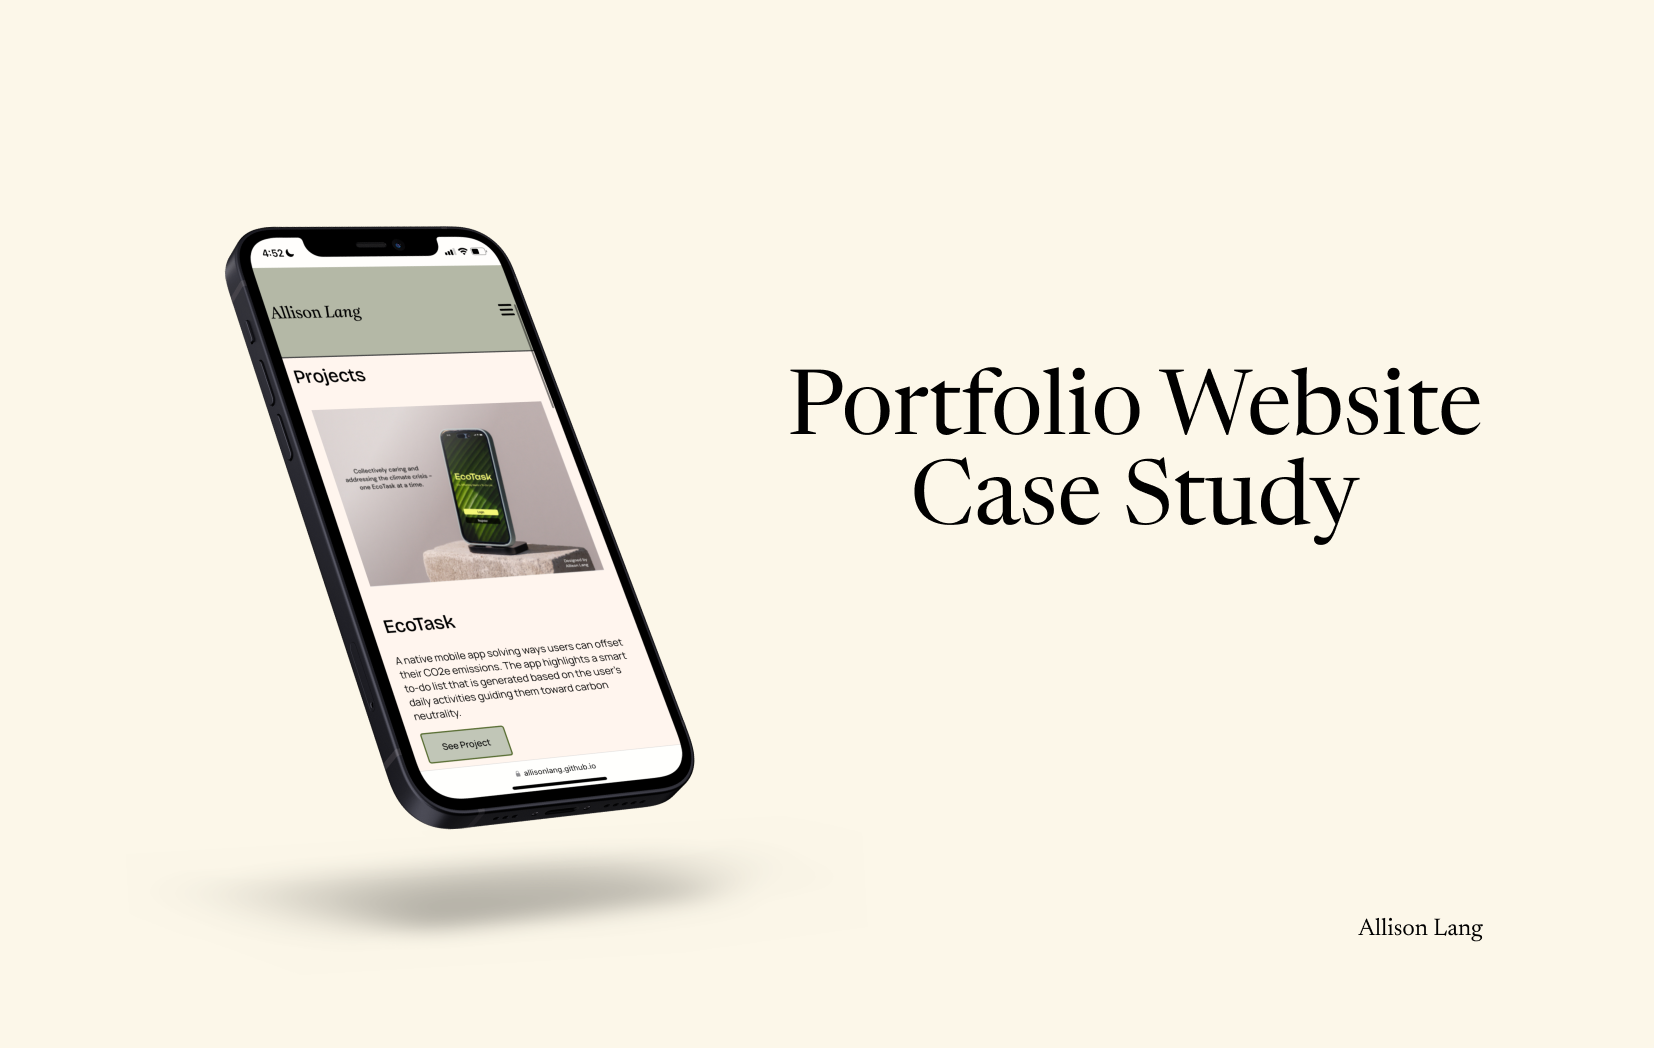 4:52
Allison Lang
Projects
Collectively caring and
addressing the climate crisis –
one EcoTask at a time.
EcoTask
Designed by
Allison Lang
EcoTask
A native mobile app solving ways users can offset
their CO2e emissions. The app highlights a smart
to-do list that is generated based on the user's
daily activities guiding them toward carbon
neutrality.
See Project
allisonlang.github.io
Portfolio Website
Case Study
Allison Lang